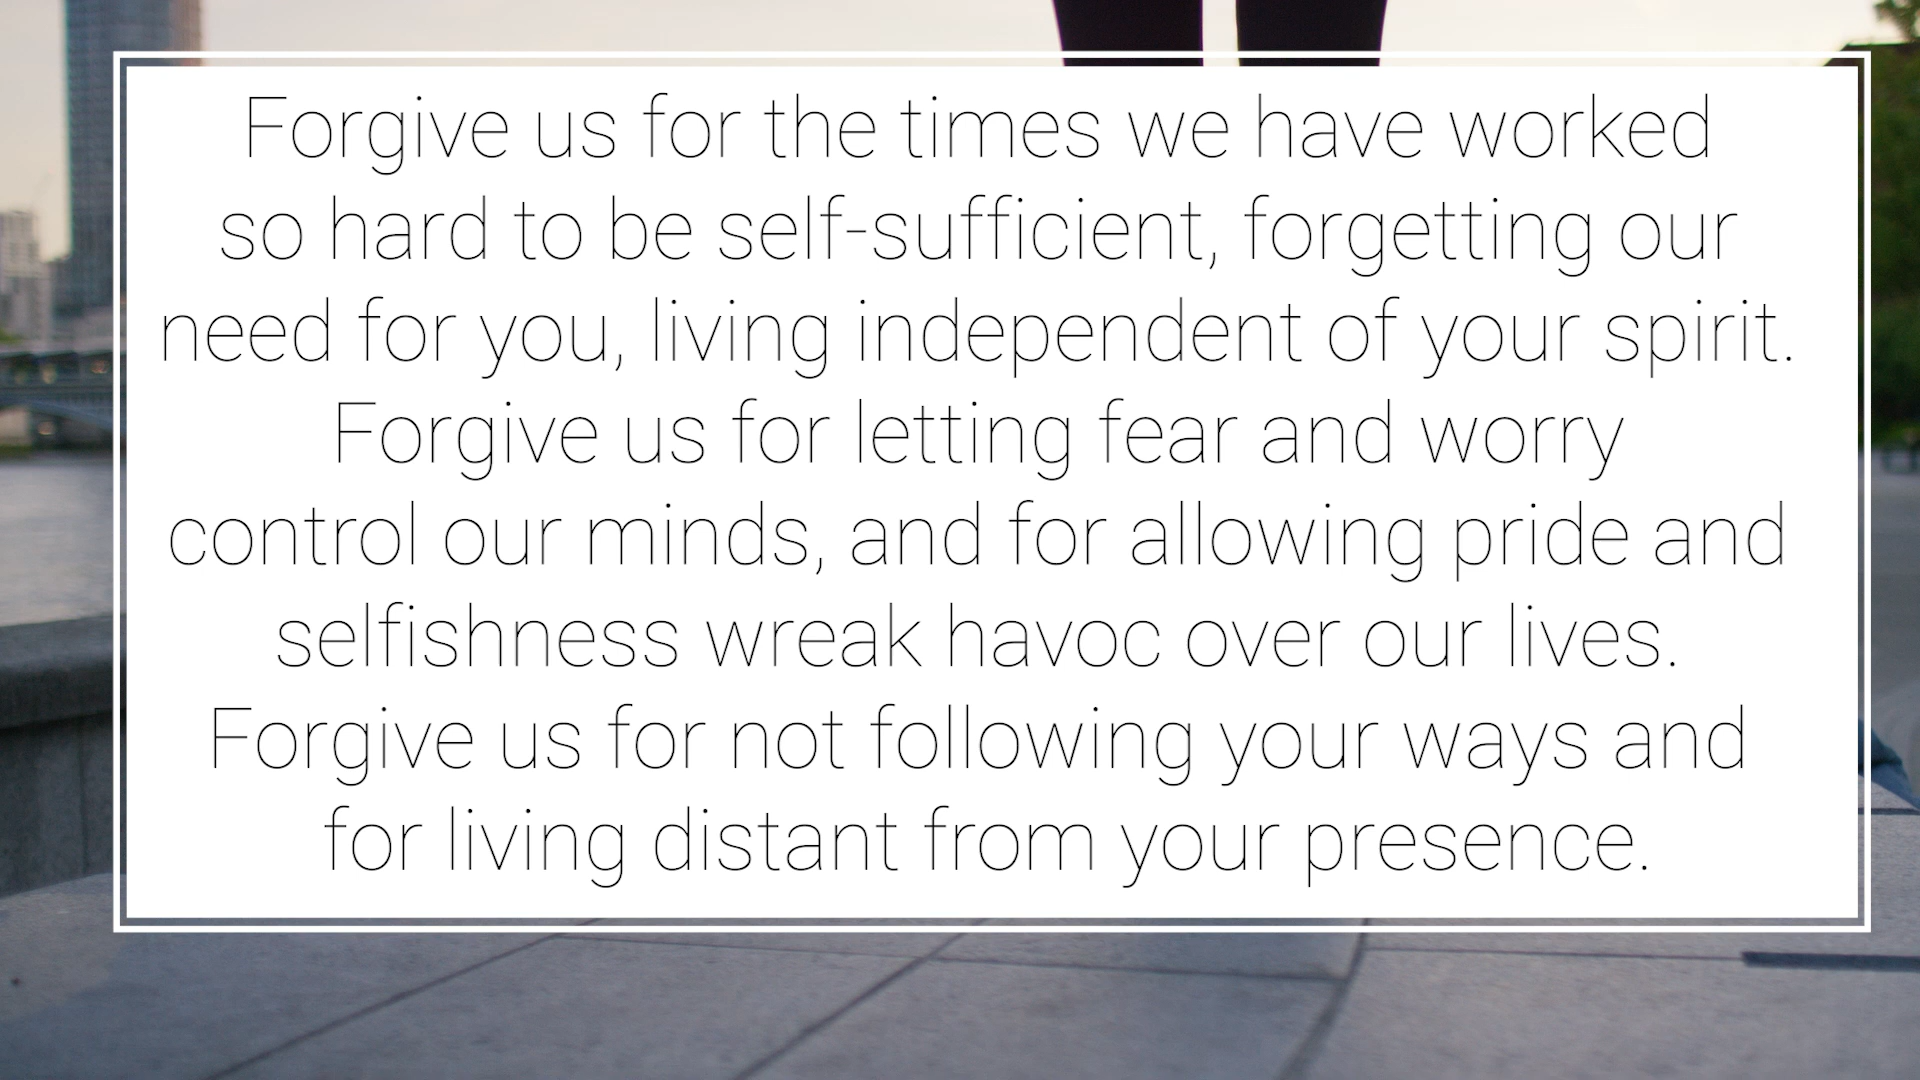 Forgive us for the times we have worked
so hard to be self-sufficient, forgetting our
need for you, living independent of your spirit.
Forgive us for letting fear and worry
control our minds, and for allowing pride and
selfishness wreak havoc over our lives.
Forgive us for not following your ways and
for living distant from your presence.